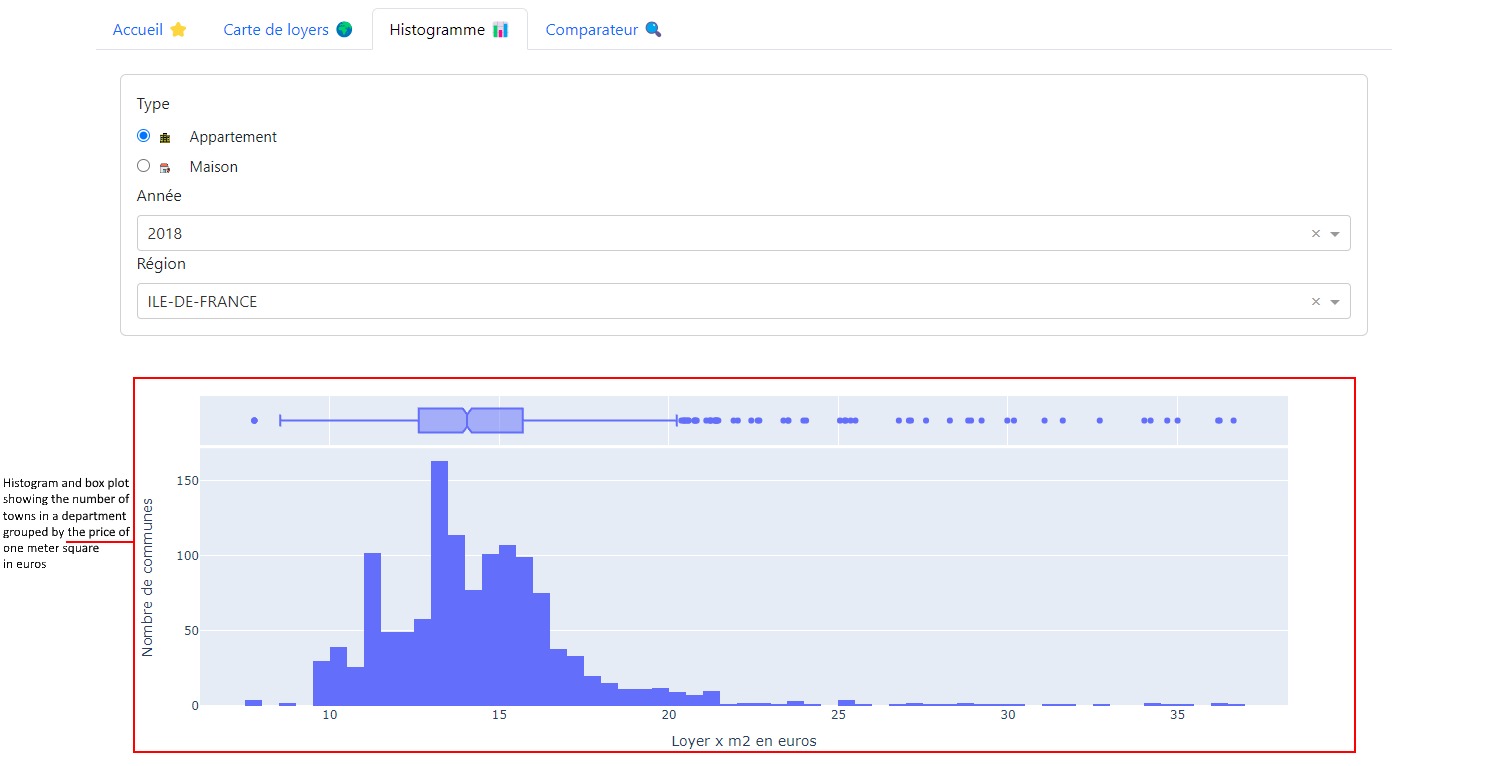 Accueil Carte de loyers Histogramme Comparateur
Type
Appartement
Maison
Année
2018
Région
ILE-DE-FRANCE
Histogram and box plot
showing the number of
towns in a department
grouped by the price of
one meter square
in euros
Nombre de communes
150
100
50
0
10 15 20 25 30 35
Loyer x m2 en euros